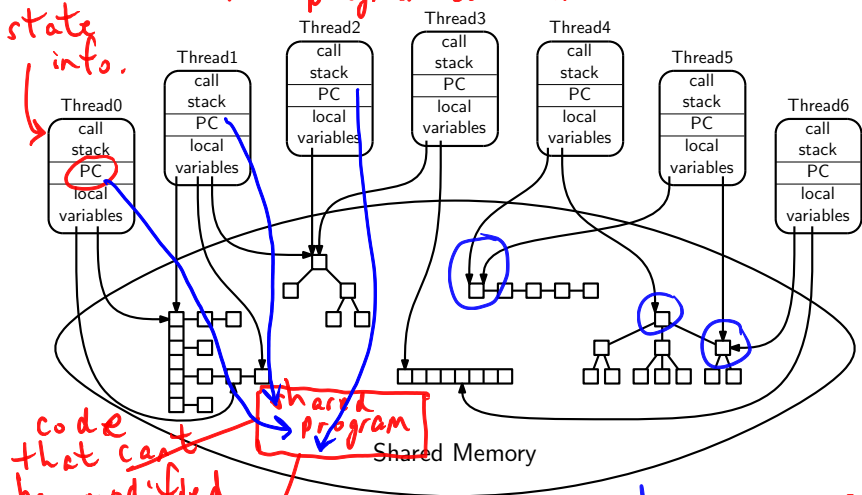 state
info.
Thread0
call
stack
PC
local
variables
Thread1
call
stack
PC
local
variables
Thread2
call
stack
PC
local
variables
Thread3
call
stack
PC
local
variables
Thread4
call
stack
PC
local
variables
Thread5
call
stack
PC
local
variables
Thread6
call
stack
PC
local
variables
shared
program
code
that can't
Shared Memory